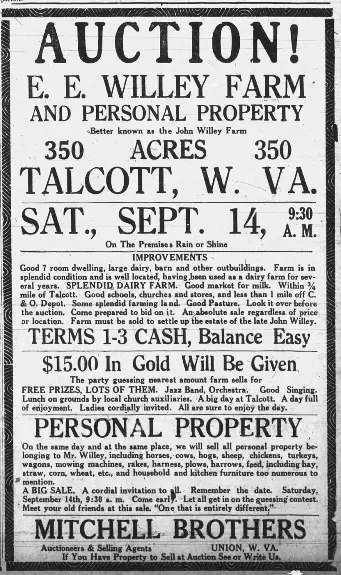 AUCTION!
E. E. WILLEY FARM
AND PERSONAL PROPERTY
Better known as the John Willey Farm
350 ACRES 350
TALCOTT, W. VA.
SAT., SEPT. 14, 9:30 A. M.
On The Premises Rain or Shine
IMPROVEMENTS
Good 7 room dwelling, large dairy, barn and other outbuildings. Farm is in
splendid condition and is well located, having been used as a dairy farm for sev-
eral years. SPLENDID DAIRY FARM. Good market for milk. Within ¾
mile of Talcott. Good schools, churches and stores, and less than 1 mile off C.
& O. Depot. Some splendid farming land. Good Pasture. Look it over before
the auction. Come prepared to bid on it. An absolute sale regardless of price
or location. Farm must be sold to settle up the estate of the late John Willey.
TERMS 1-3 CASH, Balance Easy
$15.00 In Gold Will Be Given
The party guessing nearest amount farm sells for
FREE PRIZES, LOTS OF THEM. Jazz Band, Orchestra. Good Singing.
Lunch on grounds by local church auxiliaries. A big day at Talcott. A day full
of enjoyment. Ladies cordially invited. All are sure to enjoy the day.
PERSONAL PROPERTY
On the same day and at the same place, we will sell all personal property be-
longing to Mr. Willey, including horses, cows, hogs, sheep, chickens, turkeys,
wagons, mowing machines, rakes, harness, plows, harrows, feed, including hay,
straw, corn, wheat, etc., and household and kitchen furniture too numerous to
mention.
A BIG SALE. A cordial invitation to all. Remember the date. Saturday,
September 14th, 9:30 a. m. Come early. Let all get in on the guessing contest.
Meet your old friends at this sale. "One that is entirely different."
MITCHELL BROTHERS
Auctioneers & Selling Agents UNION, W. VA.
If You Have Property to Sell at Auction See or Write Us.